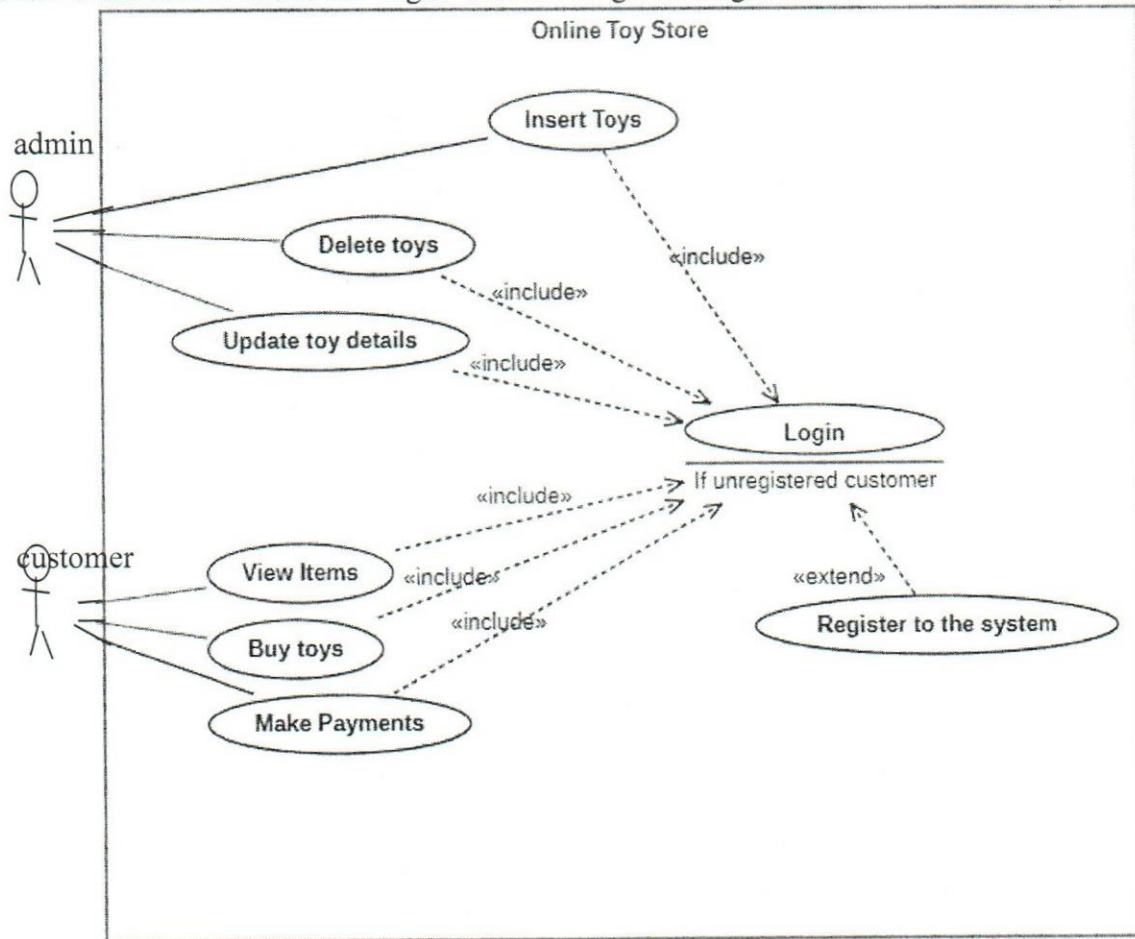 Online Toy Store
Insert Toys
admin
Delete toys
«include»
«include»
Update toy details
«include»
Login
If unregistered customer
«include»
customer
View Items
«include»
«extend»
«include»
Register to the system
Buy toys
Make Payments